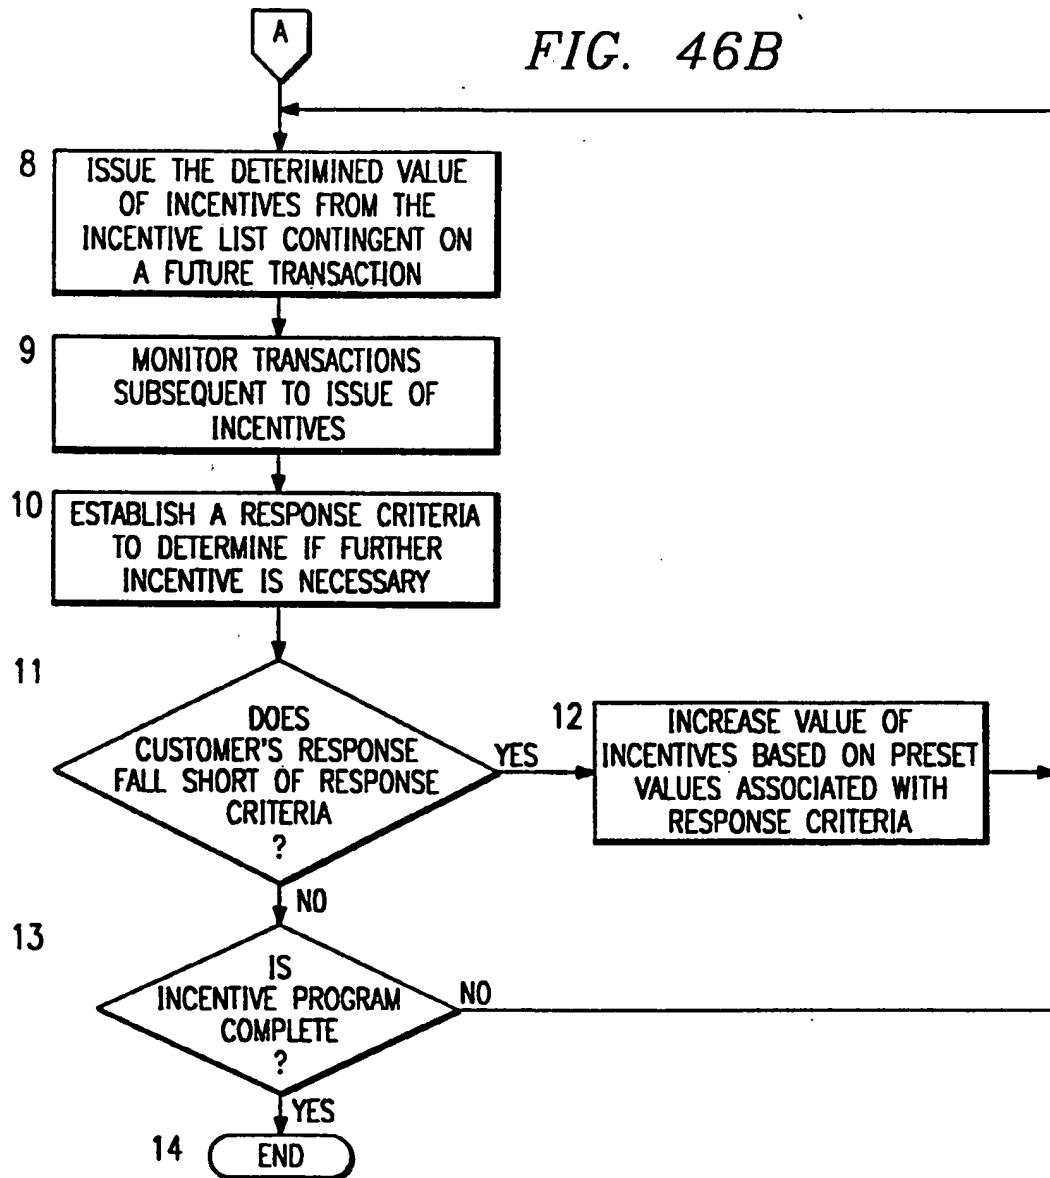 A
FIG. 46B
8
ISSUE THE DETERIMINED VALUE
OF INCENTIVES FROM THE
INCENTIVE LIST CONTINGENT ON
A FUTURE TRANSACTION
9
MONITOR TRANSACTIONS
SUBSEQUENT TO ISSUE OF
INCENTIVES
10
ESTABLISH A RESPONSE CRITERIA
TO DETERMINE IF FURTHER
INCENTIVE IS NECESSARY
11
DOES
CUSTOMER'S RESPONSE
FALL SHORT OF RESPONSE
CRITERIA
?
YES
12
INCREASE VALUE OF
INCENTIVES BASED ON PRESET
VALUES ASSOCIATED WITH
RESPONSE CRITERIA
NO
13
IS
INCENTIVE PROGRAM
COMPLETE
?
NO
YES
14
END